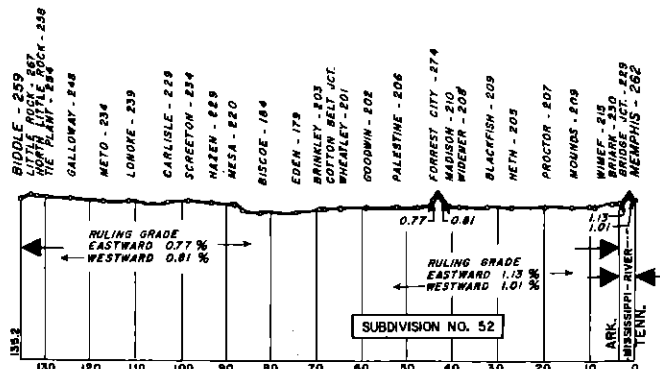 BIDDLE - 259
LITTLE ROCK - 267
NORTH LITTLE ROCK - 258
TIE PLANT - 254
GALLOWAY - 248
METO - 234
LONOKE - 239
CARLISLE - 229
SCREETON - 234
HAZEN - 229
MESA - 220
BISCOE - 184
EDEN - 179
BRINKLEY - 203
COTTON BELT JCT.
WHEATLEY - 201
GOODWIN - 202
PALESTINE - 206
FORREST CITY - 274
MADISON - 210
WIDENER - 208'
BLACKFISH - 209
HETH - 205
PROCTOR - 207
MOUNDS - 209
WIMEF - 215
BRIARK - 230
BRIDGE JCT. - 229
MEMPHIS - 262
0.77 0.81
1.13
1.01
RULING GRADE
EASTWARD 0.77 %
WESTWARD 0.81 %
RULING GRADE
EASTWARD 1.13 %
WESTWARD 1.01 %
SUBDIVISION NO. 52
ARK.
MISSISSIPPI - RIVER
TENN.
135.2
130 120 110 100 90 80 70 60 50 40 30 20 10 0